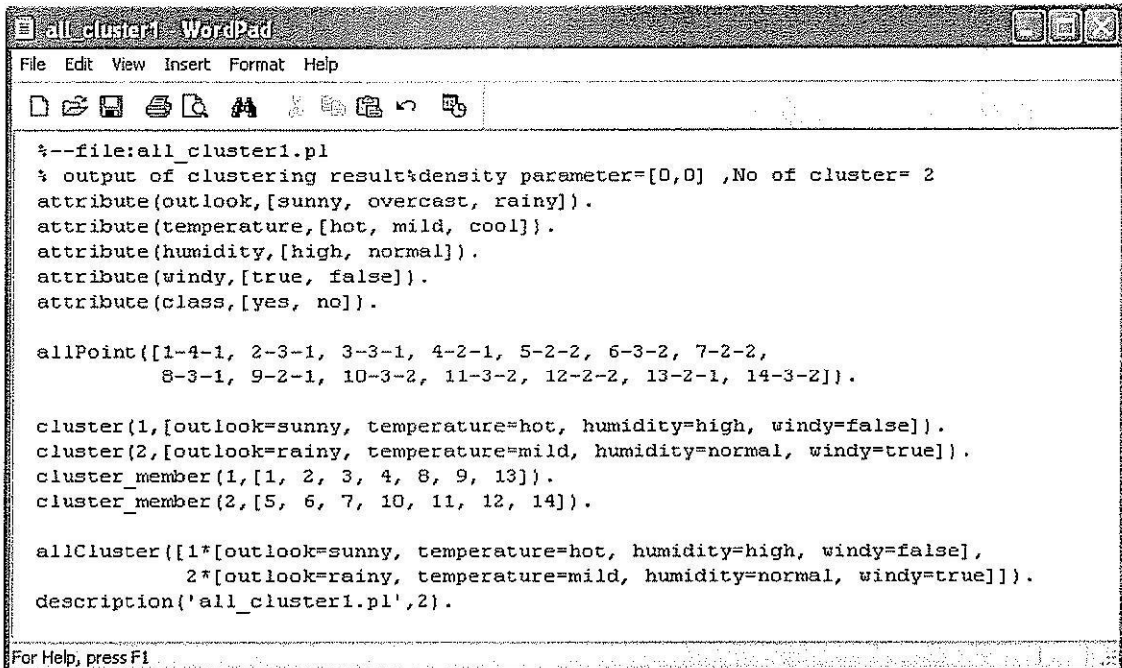 all_cluster1 - WordPad
File Edit View Insert Format Help
%--file:all_cluster1.pl
% output of clustering result%density parameter=[0,0] ,No of cluster= 2
attribute(outlook,[sunny, overcast, rainy]).
attribute(temperature,[hot, mild, cool]).
attribute(humidity,[high, normal]).
attribute(windy,[true, false]).
attribute(class,[yes, no]).
allPoint([1-4-1, 2-3-1, 3-3-1, 4-2-1, 5-2-2, 6-3-2, 7-2-2,
8-3-1, 9-2-1, 10-3-2, 11-3-2, 12-2-2, 13-2-1, 14-3-2]).
cluster(1,[outlook=sunny, temperature=hot, humidity=high, windy=false]).
cluster(2,[outlook=rainy, temperature=mild, humidity=normal, windy=true]).
cluster_member(1,[1, 2, 3, 4, 8, 9, 13]).
cluster_member(2,[5, 6, 7, 10, 11, 12, 14]).
allCluster([1*[outlook=sunny, temperature=hot, humidity=high, windy=false],
2*[outlook=rainy, temperature=mild, humidity=normal, windy=true]]).
description('all_cluster1.pl',2).
For Help, press F1